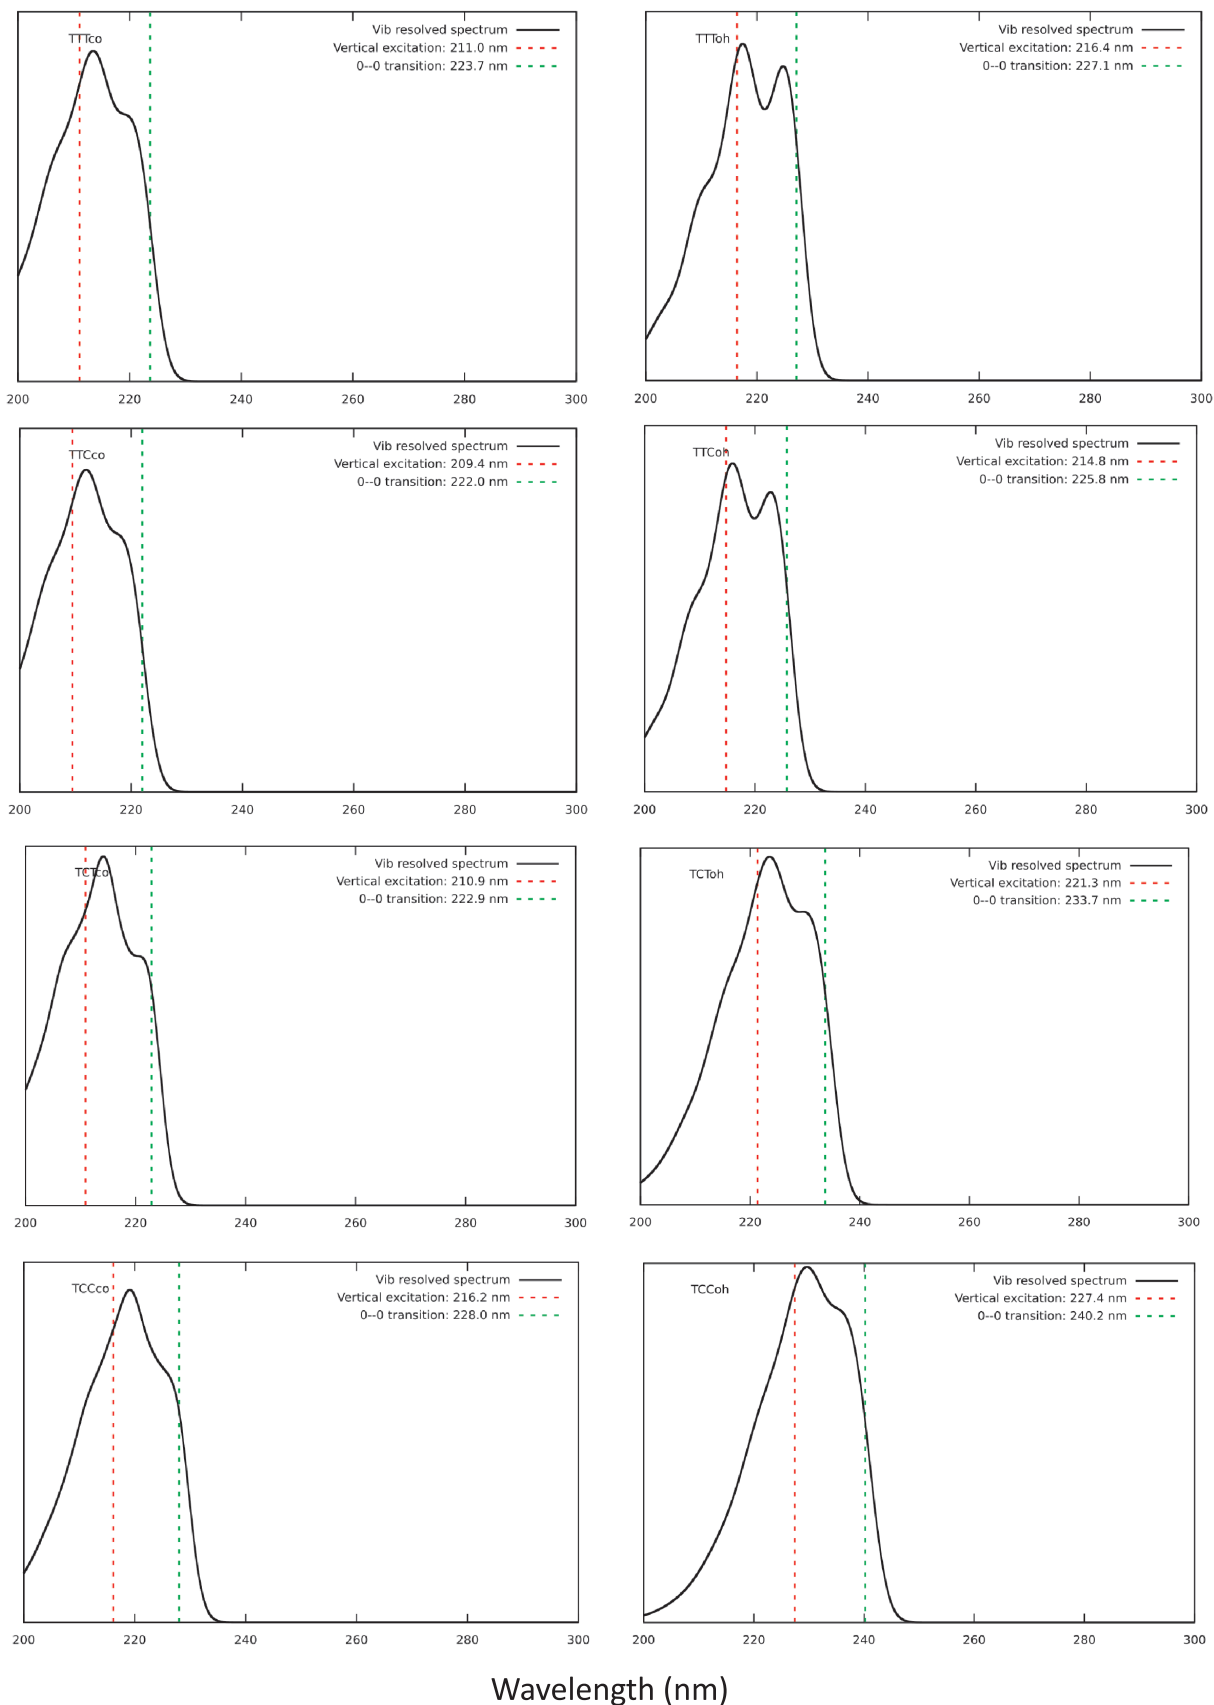 TTTco
Vib resolved spectrum
Vertical excitation: 211.0 nm
0--0 transition: 223.7 nm
200 220 240 260 280 300
TTToh
Vib resolved spectrum
Vertical excitation: 216.4 nm
0--0 transition: 227.1 nm
200 220 240 260 280 300
TTCco
Vib resolved spectrum
Vertical excitation: 209.4 nm
0--0 transition: 222.0 nm
200 220 240 260 280 300
TTCoh
Vib resolved spectrum
Vertical excitation: 214.8 nm
0--0 transition: 225.8 nm
200 220 240 260 280 300
TCTco
Vib resolved spectrum
Vertical excitation: 210.9 nm
0--0 transition: 222.9 nm
200 220 240 260 280 300
TCToh
Vib resolved spectrum
Vertical excitation: 221.3 nm
0--0 transition: 233.7 nm
200 220 240 260 280 300
TCCco
Vib resolved spectrum
Vertical excitation: 216.2 nm
0--0 transition: 228.0 nm
200 220 240 260 280 300
TCCoh
Vib resolved spectrum
Vertical excitation: 227.4 nm
0--0 transition: 240.2 nm
200 220 240 260 280 300
Wavelength (nm)